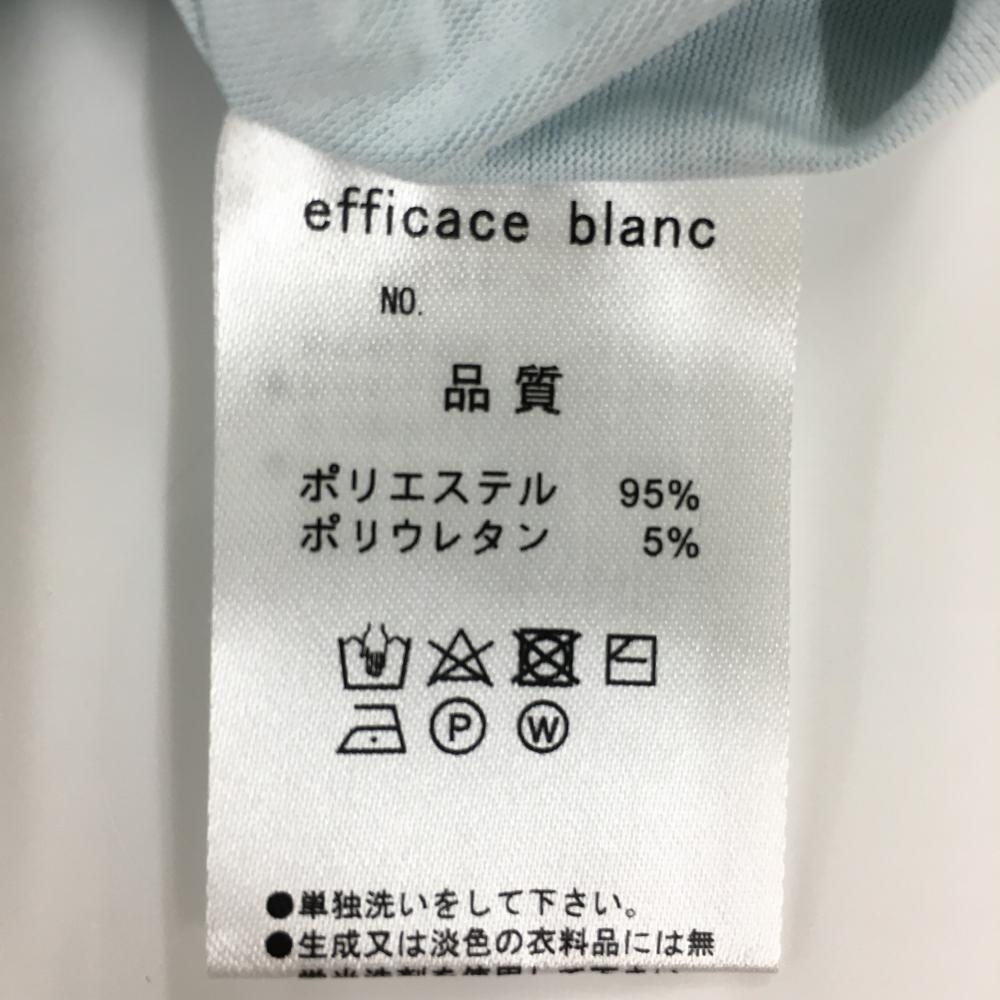 efficace blanc
NO.
品質
ポリエステル 95%
ポリウレタン 5%
P W
●単独洗いをして下さい。
●生成又は淡色の衣料品には無